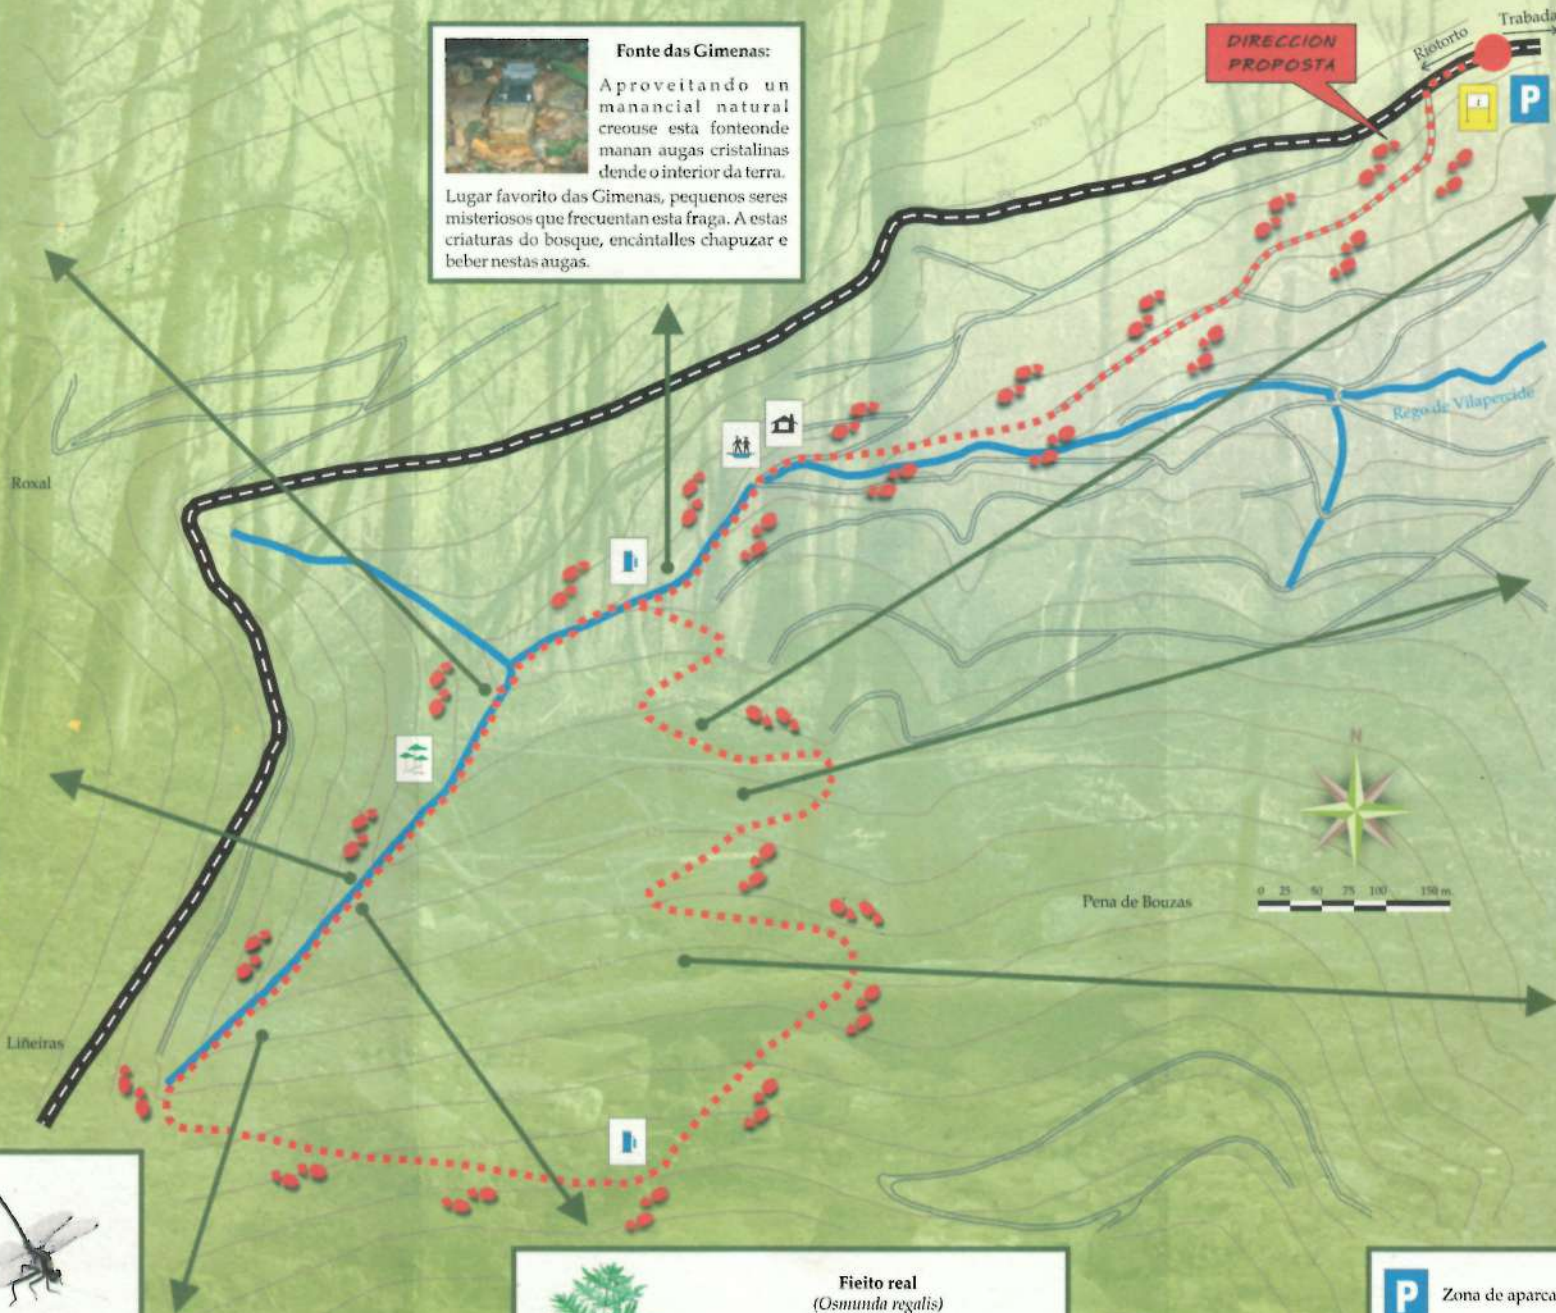 Trabada
Riotorto
DIRECCION
PROPOSTA
P
Fonte das Gimenas:
Aproveitando un
manancial natural
creouse esta fonteonde
manan augas cristalinas
dende o interior da terra.
Lugar favorito das Gimenas, pequenos seres
misteriosos que frecuentan esta fraga. A estas
criaturas do bosque, encántalles chapuzar e
beber nestas augas.
Rego de Vilapercide
Roxal
N
0 25 50 75 100 150 m.
Pena de Bouzas
Liñeiras
Fieito real
(Osmunda regalis)
P Zona de aparca